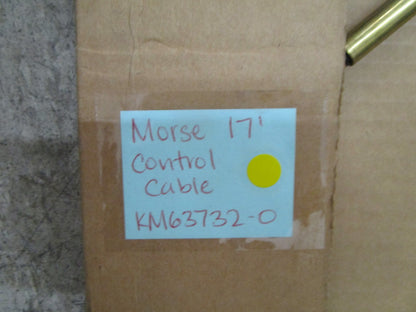 Morse 17'
Control
Cable
KM63732-0